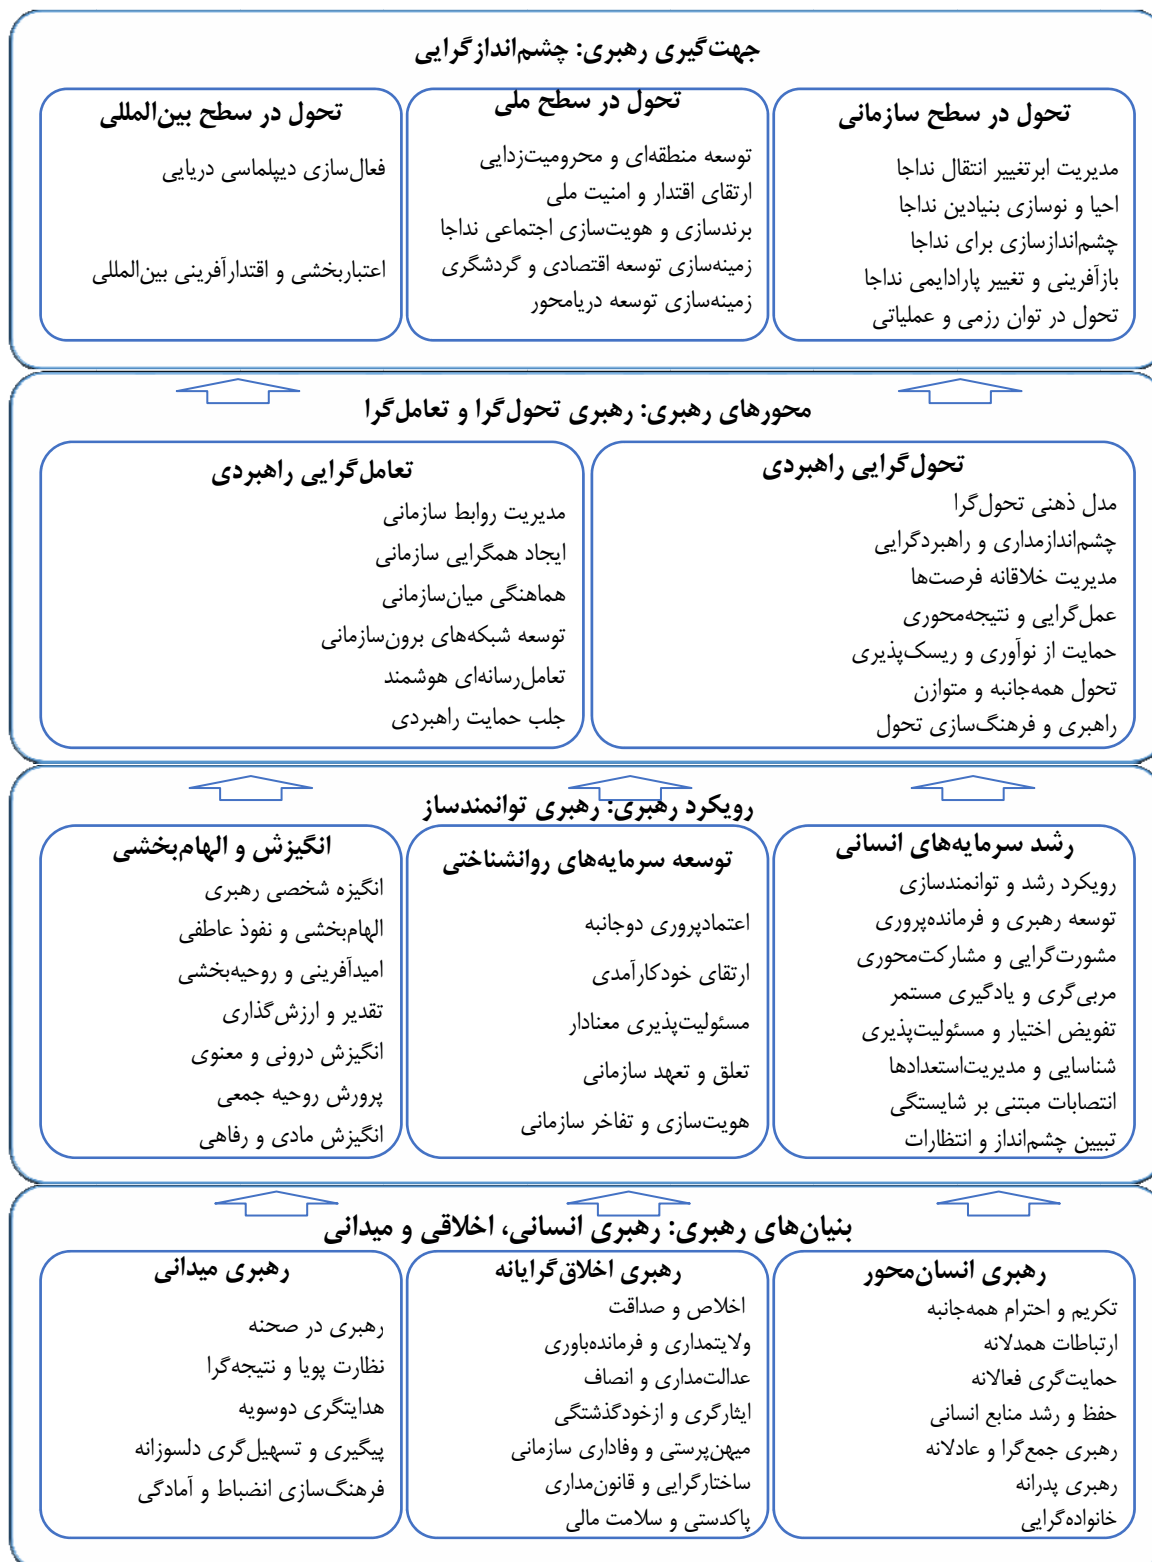 جهت‌گیری رهبری: چشم‌اندازگرایی
تحول در سطح سازمانی
مدیریت ابرتغییر انتقال نداجا
احیا و نوسازی بنیادین نداجا
چشم‌اندازسازی برای نداجا
بازآفرینی و تغییر پارادایمی نداجا
تحول در توان رزمی و عملیاتی
تحول در سطح ملی
توسعه منطقه‌ای و محرومیت‌زدایی
ارتقای اقتدار و امنیت ملی
برندسازی و هویت‌سازی اجتماعی نداجا
زمینه‌سازی توسعه اقتصادی و گردشگری
زمینه‌سازی توسعه دریامحور
تحول در سطح بین‌المللی
فعال‌سازی دیپلماسی دریایی
اعتباربخشی و اقتدارآفرینی بین‌المللی
محورهای رهبری: رهبری تحول‌گرا و تعامل‌گرا
تحول‌گرایی راهبردی
مدل ذهنی تحول‌گرا
چشم‌اندازمداری و راهبردگرایی
مدیریت خلاقانه فرصت‌ها
عمل‌گرایی و نتیجه‌محوری
حمایت از نوآوری و ریسک‌پذیری
تحول همه‌جانبه و متوازن
راهبری و فرهنگ‌سازی تحول
تعامل‌گرایی راهبردی
مدیریت روابط سازمانی
ایجاد همگرایی سازمانی
هماهنگی میان‌سازمانی
توسعه شبکه‌های برون‌سازمانی
تعامل‌رسانه‌ای هوشمند
جلب حمایت راهبردی
رویکرد رهبری: رهبری توانمندساز
رشد سرمایه‌های انسانی
رویکرد رشد و توانمندسازی
توسعه رهبری و فرمانده‌پروری
مشورت‌گرایی و مشارکت‌محوری
مربی‌گری و یادگیری مستمر
تفویض اختیار و مسئولیت‌پذیری
شناسایی و مدیریت‌استعدادها
انتصابات مبتنی بر شایستگی
تبیین چشم‌انداز و انتظارات
توسعه سرمایه‌های روانشناختی
اعتمادپروری دوجانبه
ارتقای خودکارآمدی
مسئولیت‌پذیری معنادار
تعلق و تعهد سازمانی
هویت‌سازی و تفاخر سازمانی
انگیزش و الهام‌بخشی
انگیزه شخصی رهبری
الهام‌بخشی و نفوذ عاطفی
امیدآفرینی و روحیه‌بخشی
تقدیر و ارزش‌گذاری
انگیزش درونی و معنوی
پرورش روحیه جمعی
انگیزش مادی و رفاهی
بنیان‌های رهبری: رهبری انسانی، اخلاقی و میدانی
رهبری انسان‌محور
تکریم و احترام همه‌جانبه
ارتباطات همدلانه
حمایت‌گری فعالانه
حفظ و رشد منابع انسانی
رهبری جمع‌گرا و عادلانه
رهبری پدرانه
خانواده‌گرایی
رهبری اخلاق‌گرایانه
اخلاص و صداقت
ولایتمداری و فرمانده‌باوری
عدالت‌مداری و انصاف
ایثارگری و ازخودگذشتگی
میهن‌پرستی و وفاداری سازمانی
ساختارگرایی و قانون‌مداری
پاکدستی و سلامت مالی
رهبری میدانی
رهبری در صحنه
نظارت پویا و نتیجه‌گرا
هدایتگری دوسویه
پیگیری و تسهیل‌گری دلسوزانه
فرهنگ‌سازی انضباط و آمادگی